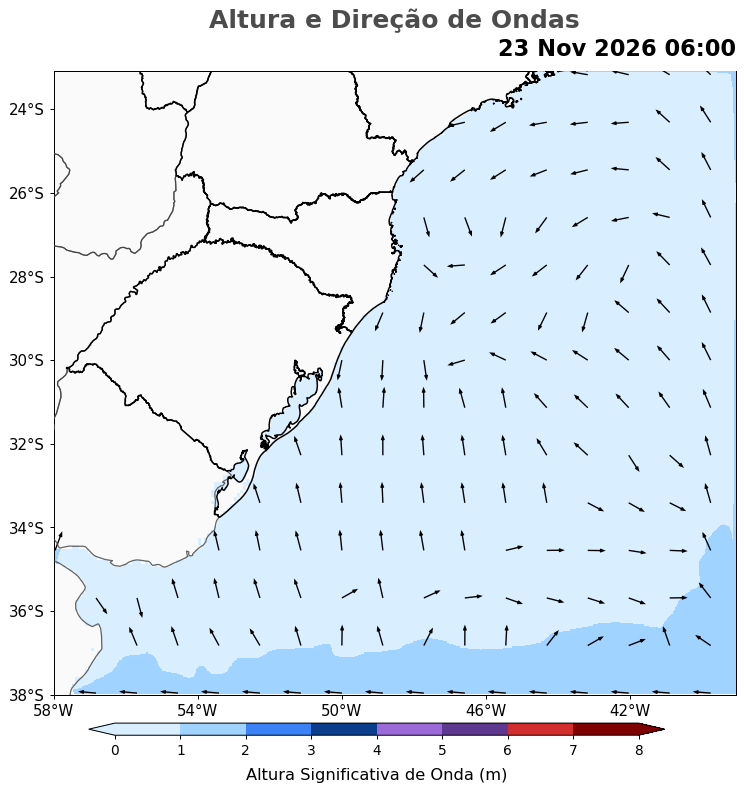 Altura e Direção de Ondas
23 Nov 2026 06:00
24°S
26°S
28°S
30°S
32°S
34°S
36°S
38°S
58°W 54°W 50°W 46°W 42°W
0 1 2 3 4 5 6 7 8
Altura Significativa de Onda (m)